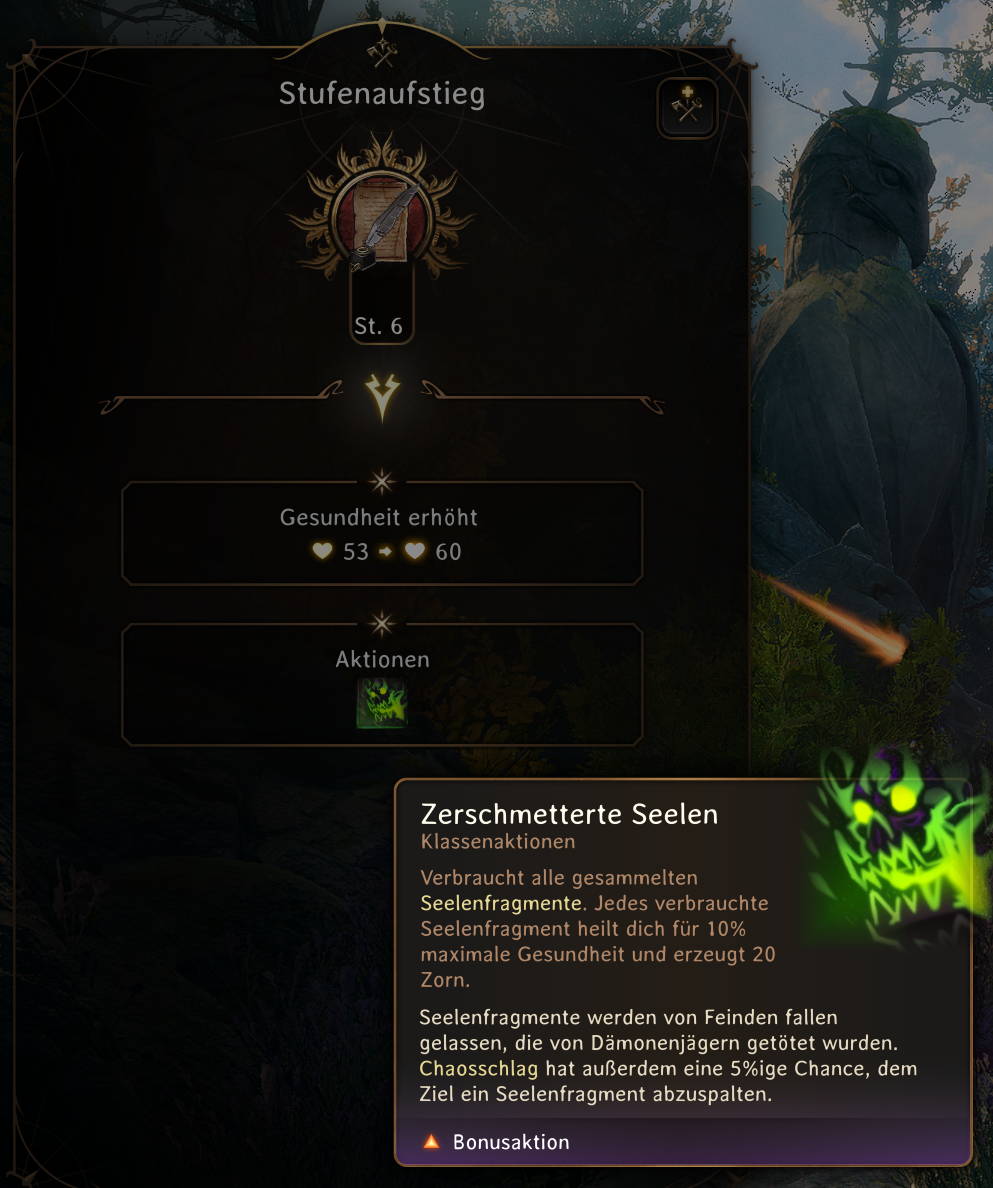 Stufenaufstieg
St. 6
Gesundheit erhöht
53 60
Aktionen
Zerschmetterte Seelen
Klassenaktionen
Verbraucht alle gesammelten
Seelenfragmente. Jedes verbrauchte
Seelenfragment heilt dich für 10%
maximale Gesundheit und erzeugt 20
Zorn.
Seelenfragmente werden von Feinden fallen
gelassen, die von Dämonenjägern getötet wurden.
Chaosschlag hat außerdem eine 5%ige Chance, dem
Ziel ein Seelenfragment abzuspalten.
Bonusaktion